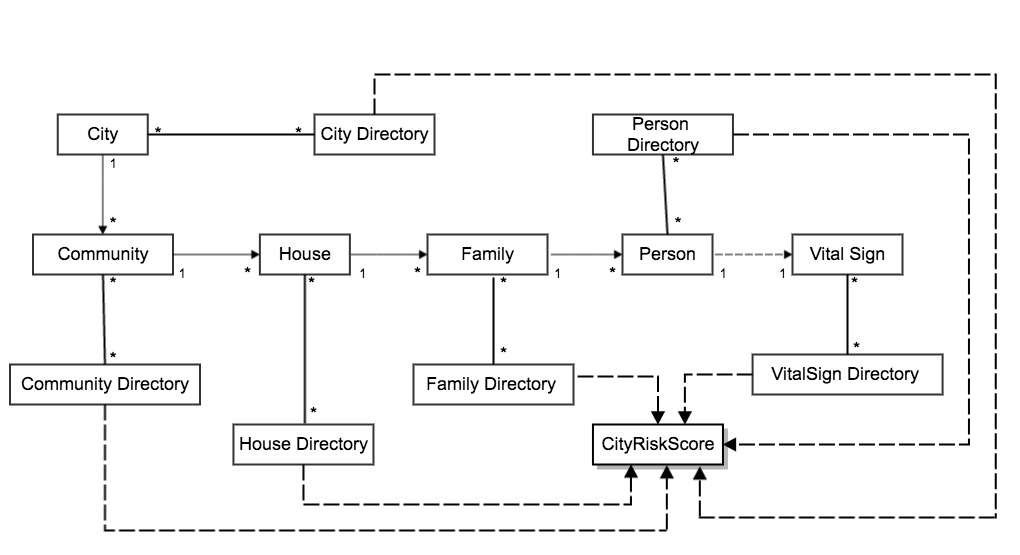 City
*
*
City Directory
Person
Directory
1
*
*
*
Community
House
Family
Person
Vital Sign
1
*
1
*
1
*
1
1
*
*
*
*
*
*
*
Community Directory
Family Directory
VitalSign Directory
*
House Directory
CityRiskScore